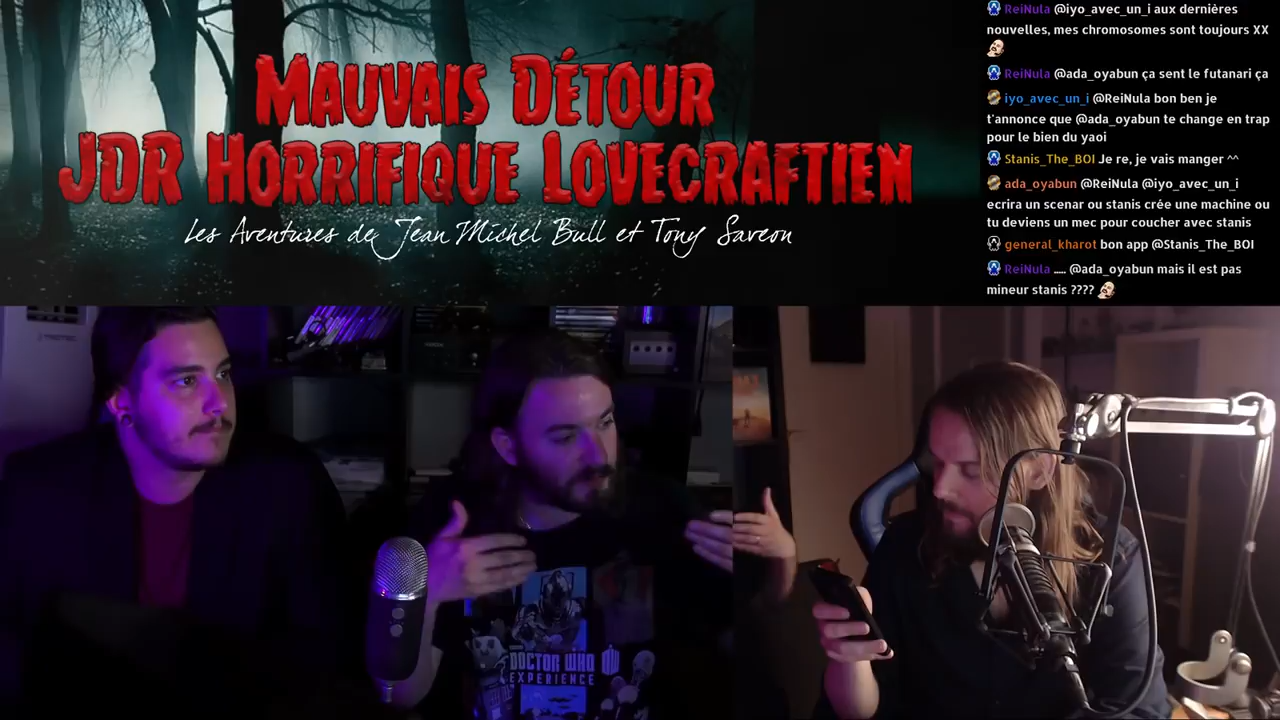 MAUVAIS DÉTOUR
JDR HORRIFIQUE LOVECRAFTIEN
Les Aventures de Jean Michel Bull et Tony Saveon
ReiNula @iyo_avec_un_i aux dernières
nouvelles, mes chromosomes sont toujours XX
ReiNula @ada_oyabun ça sent le futanari ça
iyo_avec_un_i @ReiNula bon ben je
t'annonce que @ada_oyabun te change en trap
pour le bien du yaoi
Stanis_The_BOI Je re, je vais manger ^^
ada_oyabun @ReiNula @iyo_avec_un_i
ecrira un scenar ou stanis crée une machine ou
tu deviens un mec pour coucher avec stanis
general_kharot bon app @Stanis_The_BOI
ReiNula ..... @ada_oyabun mais il est pas
mineur stanis ????
DOCTOR WHO
EXPERIENCE